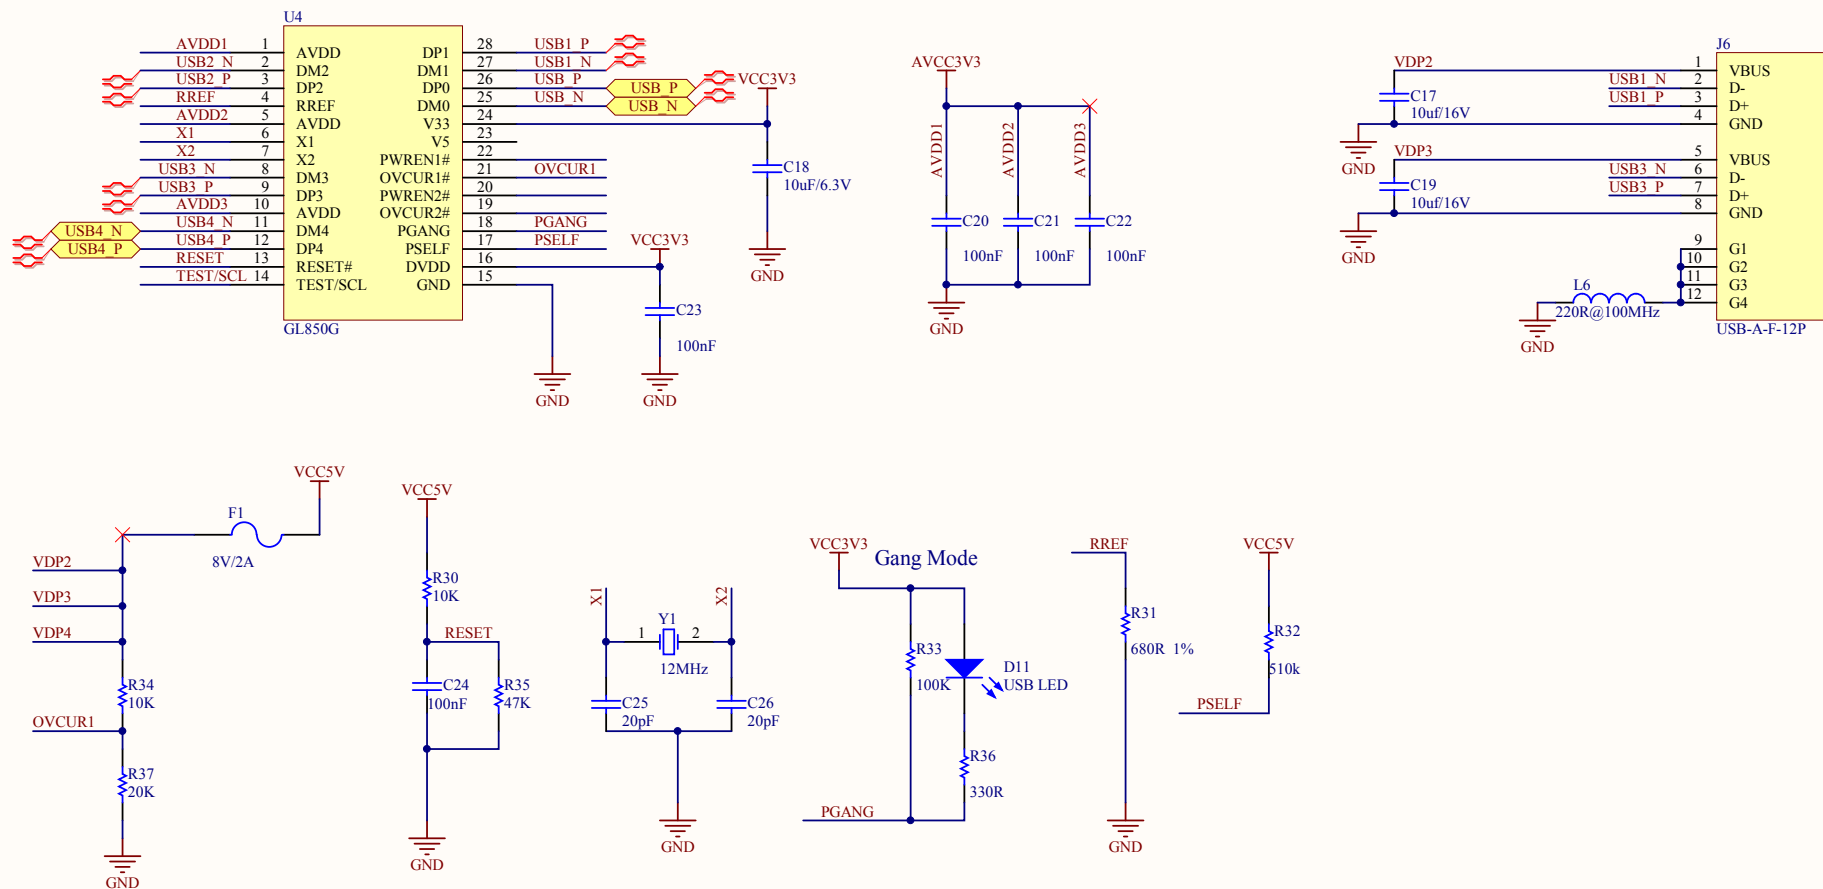 U4
AVDD1 1 AVDD
USB2_N 2 DM2
USB2_P 3 DP2
RREF 4 RREF
AVDD2 5 AVDD
X1 6 X1
X2 7 X2
USB3_N 8 DM3
USB3_P 9 DP3
AVDD3 10 AVDD
USB4_N USB4_N 11 DM4
USB4_P USB4_P 12 DP4
RESET 13 RESET#
TEST/SCL 14 TEST/SCL
DP1 28 USB1_P
DM1 27 USB1_N
DP0 26 USB_P USB_P
DM0 25 USB_N USB_N
V33 24
V5 23
PWREN1# 22
OVCUR1# 21 OVCUR1
PWREN2# 20
OVCUR2# 19
PGANG 18 PGANG
PSELF 17 PSELF
DVDD 16
GND 15
GL850G
VCC3V3
C18
10uF/6.3V
GND
VCC3V3
C23
100nF
GND
GND
AVCC3V3
AVDD1
AVDD2
AVDD3
C20
100nF
C21
100nF
C22
100nF
GND
J6
VDP2 1 VBUS
USB1_N 2 D-
USB1_P 3 D+
4 GND
C17
10uf/16V
GND
VDP3 5 VBUS
USB3_N 6 D-
USB3_P 7 D+
8 GND
C19
10uf/16V
GND
9 G1
10 G2
11 G3
12 G4
L6
220R@100MHz
GND
USB-A-F-12P
VCC5V
F1
8V/2A
VDP2
VDP3
VDP4
R34
10K
OVCUR1
R37
20K
GND
VCC5V
R30
10K
RESET
C24
100nF
R35
47K
GND
X1
X2
Y1
1 2
12MHz
C25
20pF
C26
20pF
GND
VCC3V3
Gang Mode
R33
100K
D11
USB LED
R36
330R
PGANG
RREF
R31
680R 1%
GND
VCC5V
R32
510k
PSELF